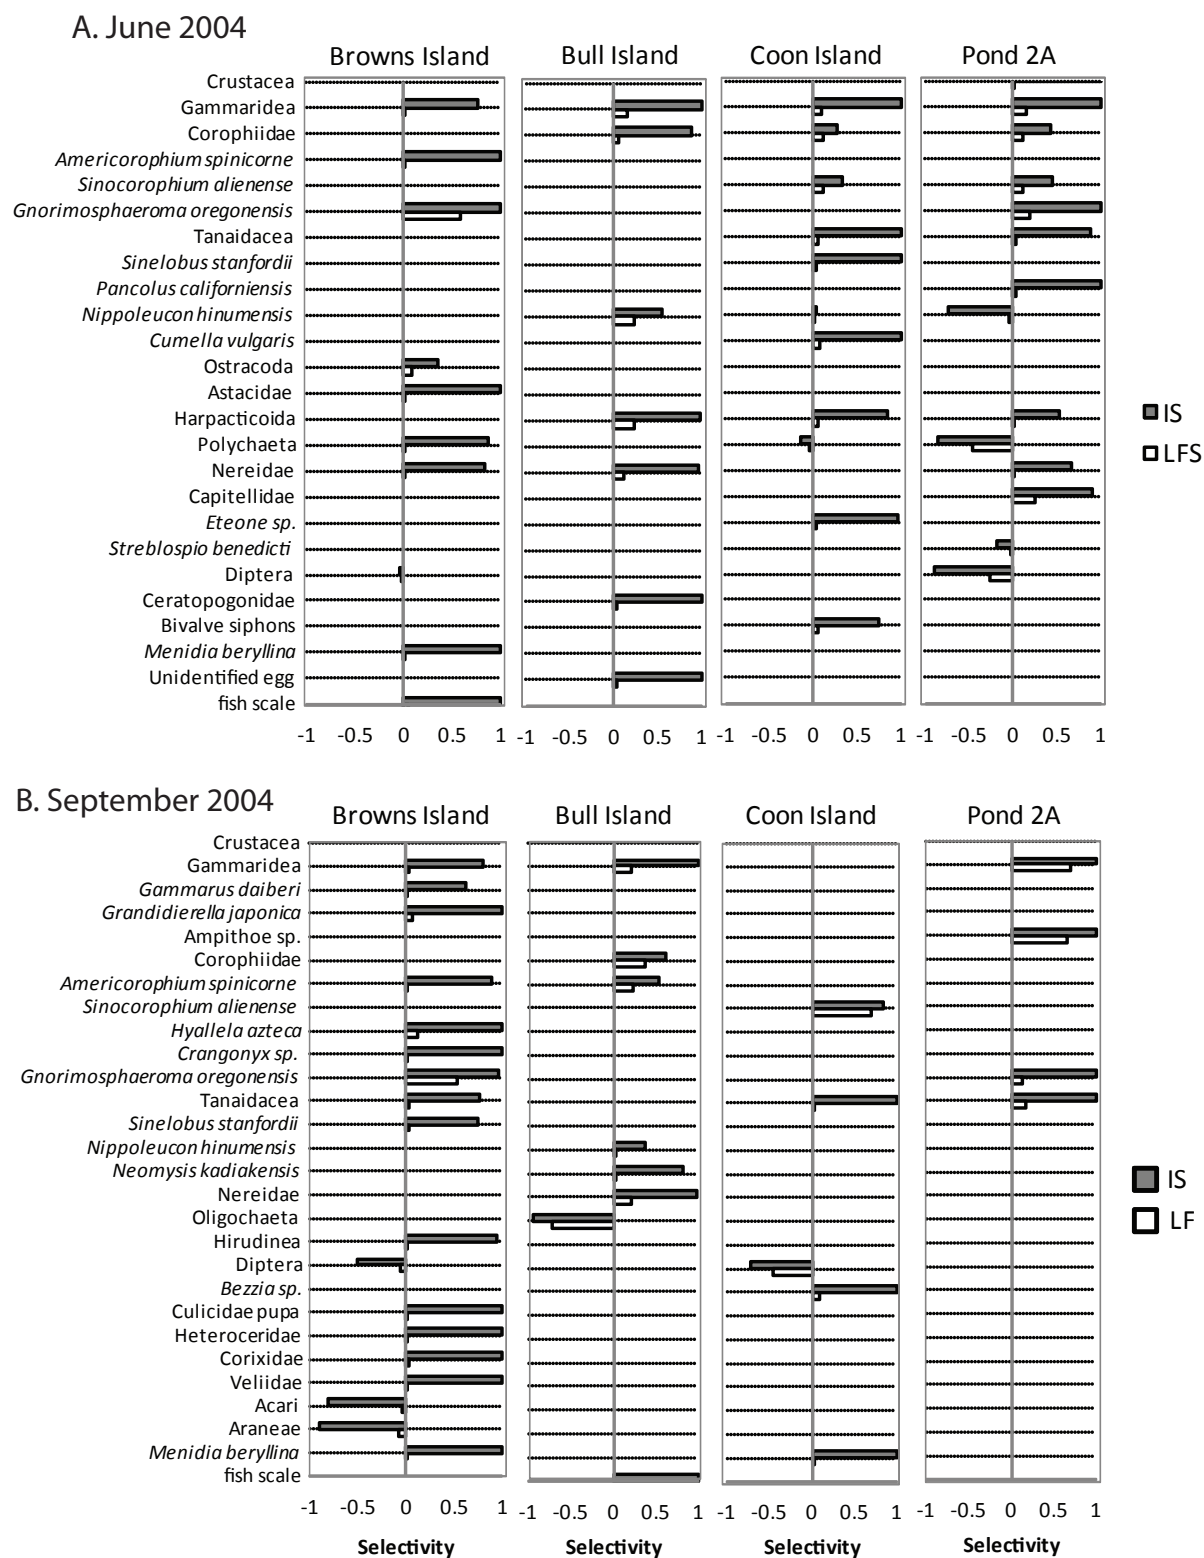 A. June 2004
Browns Island Bull Island Coon Island Pond 2A
Crustacea
Gammaridea
Corophiidae
Americorophium spinicorne
Sinocorophium alienense
Gnorimosphaeroma oregonensis
Tanaidacea
Sinelobus stanfordii
Pancolus californiensis
Nippoleucon hinumensis
Cumella vulgaris
Ostracoda
Astacidae
Harpacticoida
Polychaeta
Nereidae
Capitellidae
Eteone sp.
Streblospio benedicti
Diptera
Ceratopogonidae
Bivalve siphons
Menidia beryllina
Unidentified egg
fish scale
IS
LFS
-1 -0.5 0 0.5 1 -1 -0.5 0 0.5 1 -1 -0.5 0 0.5 1 -1 -0.5 0 0.5 1
B. September 2004
Browns Island Bull Island Coon Island Pond 2A
Crustacea
Gammaridea
Gammarus daiberi
Grandidierella japonica
Ampithoe sp.
Corophiidae
Americorophium spinicorne
Sinocorophium alienense
Hyallela azteca
Crangonyx sp.
Gnorimosphaeroma oregonensis
Tanaidacea
Sinelobus stanfordii
Nippoleucon hinumensis
Neomysis kadiakensis
Nereidae
Oligochaeta
Hirudinea
Diptera
Bezzia sp.
Culicidae pupa
Heteroceridae
Corixidae
Veliidae
Acari
Araneae
Menidia beryllina
fish scale
IS
LF
-1 -0.5 0 0.5 1 -1 -0.5 0 0.5 1 -1 -0.5 0 0.5 1 -1 -0.5 0 0.5 1
Selectivity Selectivity Selectivity Selectivity